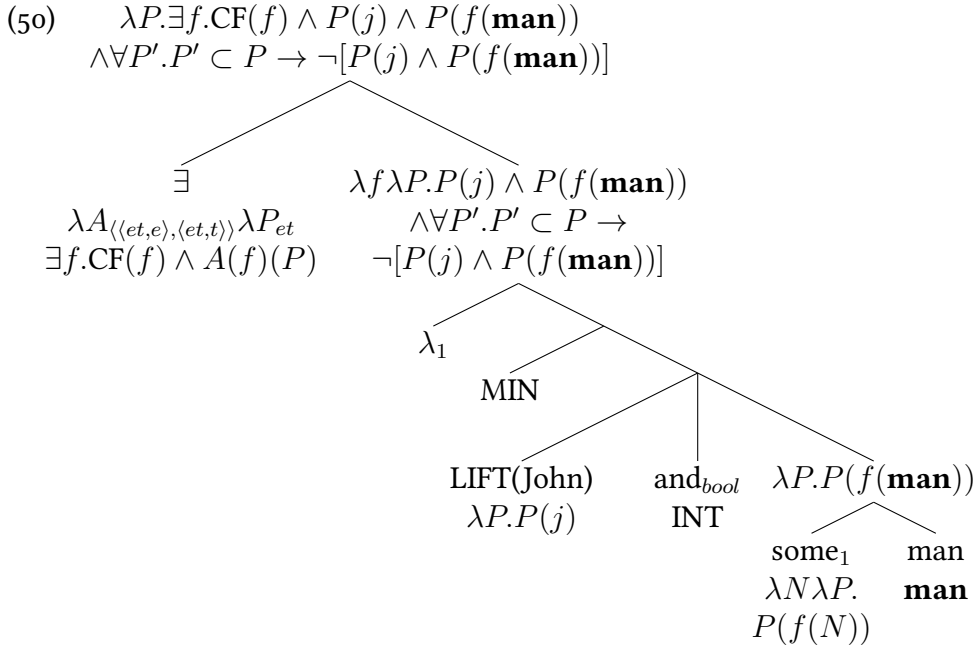 (50) λP.∃f.CF(f) ∧ P(j) ∧ P(f(man))
∧∀P′.P′ ⊂ P → ¬[P(j) ∧ P(f(man))]
∃
λA⟨⟨et,e⟩,⟨et,t⟩⟩λPet
∃f.CF(f) ∧ A(f)(P)
λfλP.P(j) ∧ P(f(man))
∧∀P′.P′ ⊂ P →
¬[P(j) ∧ P(f(man))]
λ1
MIN
LIFT(John)
λP.P(j)
andbool
INT
λP.P(f(man))
some1
λNλP.
P(f(N))
man
man